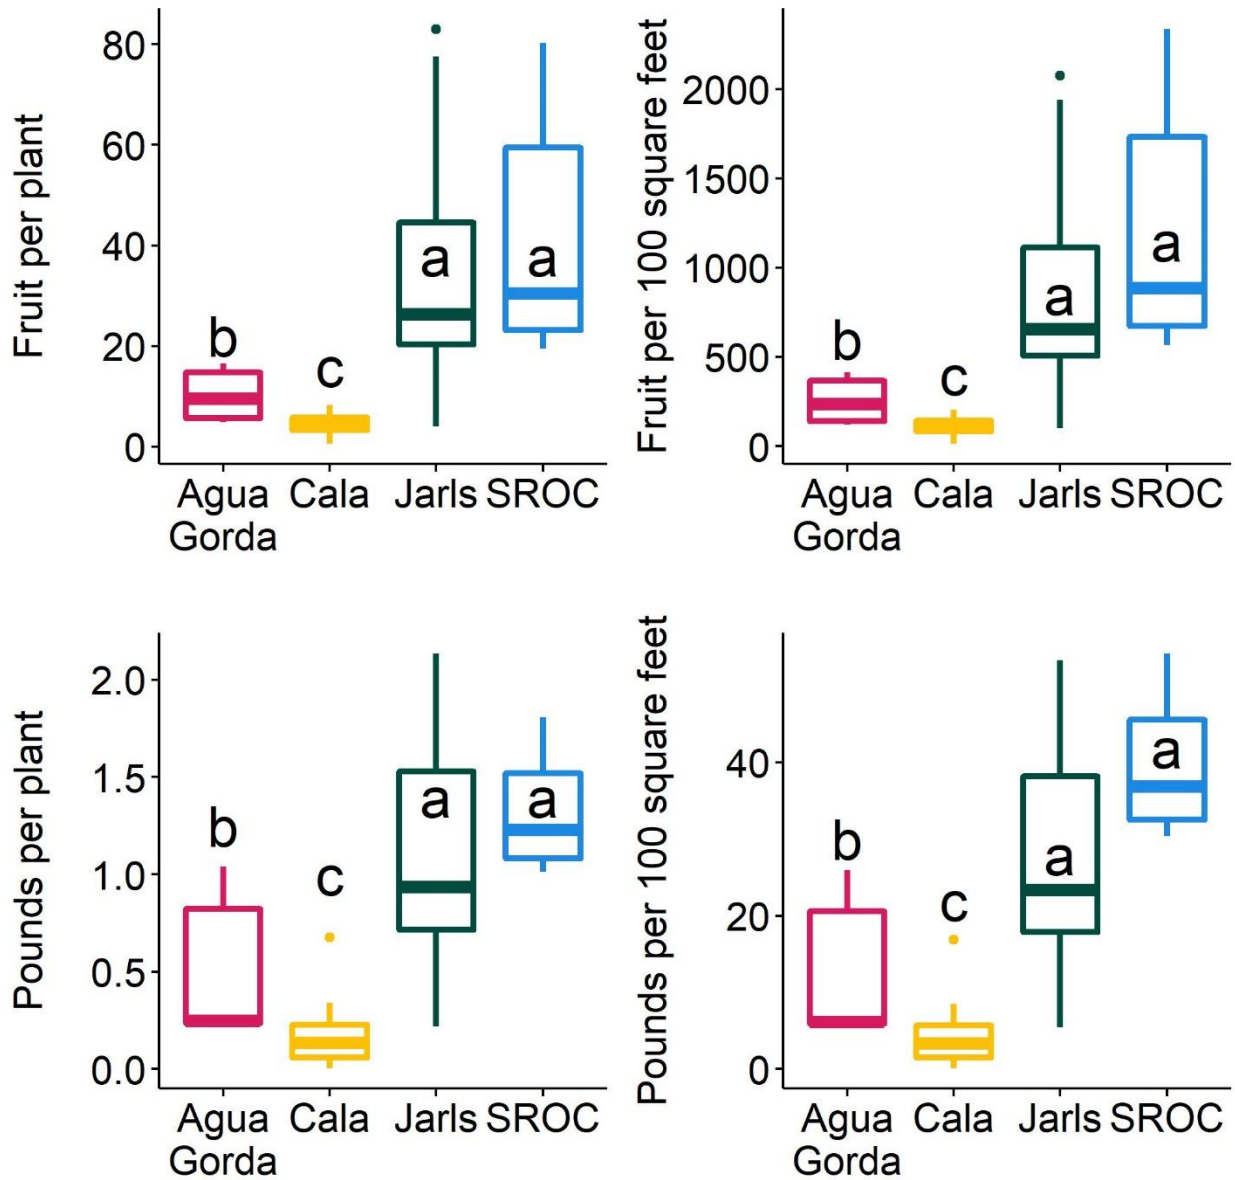 Fruit per plant
80
60
40
20
0
b
c
a
a
Agua Gorda
Cala
Jarls
SROC
Fruit per 100 square feet
2000
1500
1000
500
0
b
c
a
a
Agua Gorda
Cala
Jarls
SROC
Pounds per plant
2.0
1.5
1.0
0.5
0.0
b
c
a
a
Agua Gorda
Cala
Jarls
SROC
Pounds per 100 square feet
40
20
0
b
c
a
a
Agua Gorda
Cala
Jarls
SROC